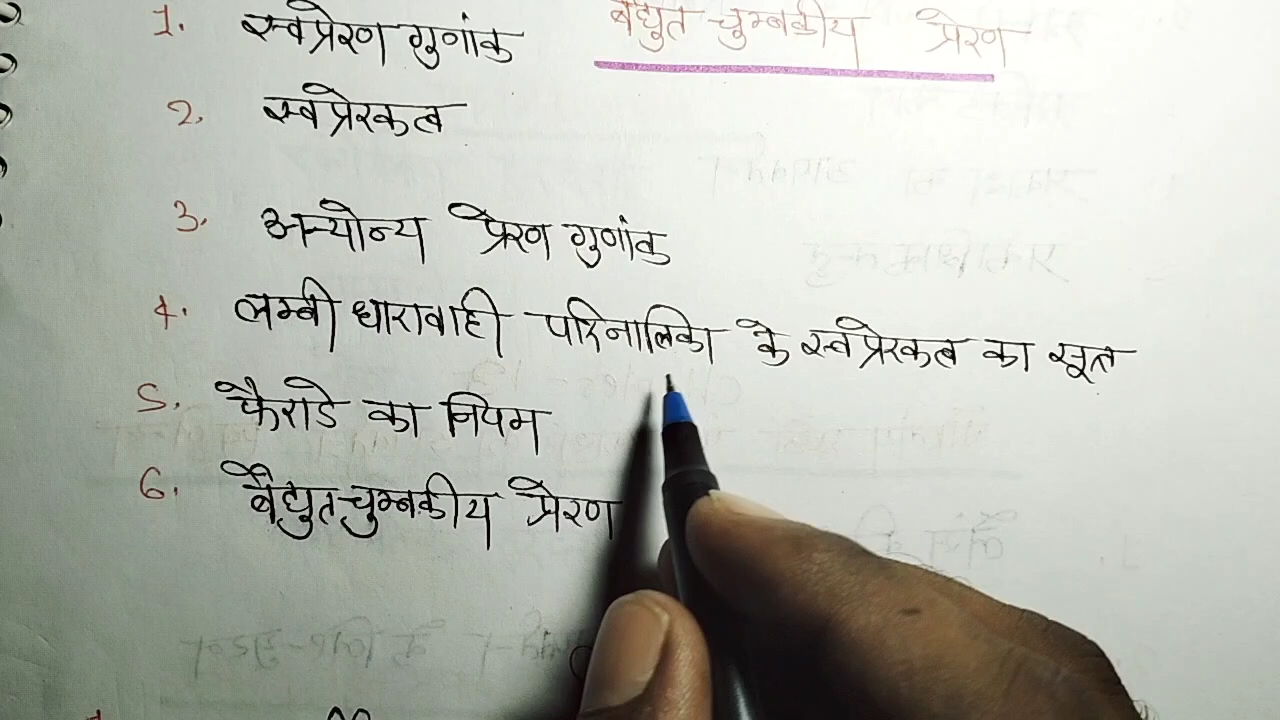 वैद्युत चुम्बकीय प्रेरण
1. स्वप्रेरण गुणांक
2. स्वप्रेरकत्व
3. अन्योन्य प्रेरण गुणांक
4. लम्बी धारावाही परिनालिका के स्वप्रेरकत्व का सूत्र
5. फैराडे का नियम
6. वैद्युतचुम्बकीय प्रेरण